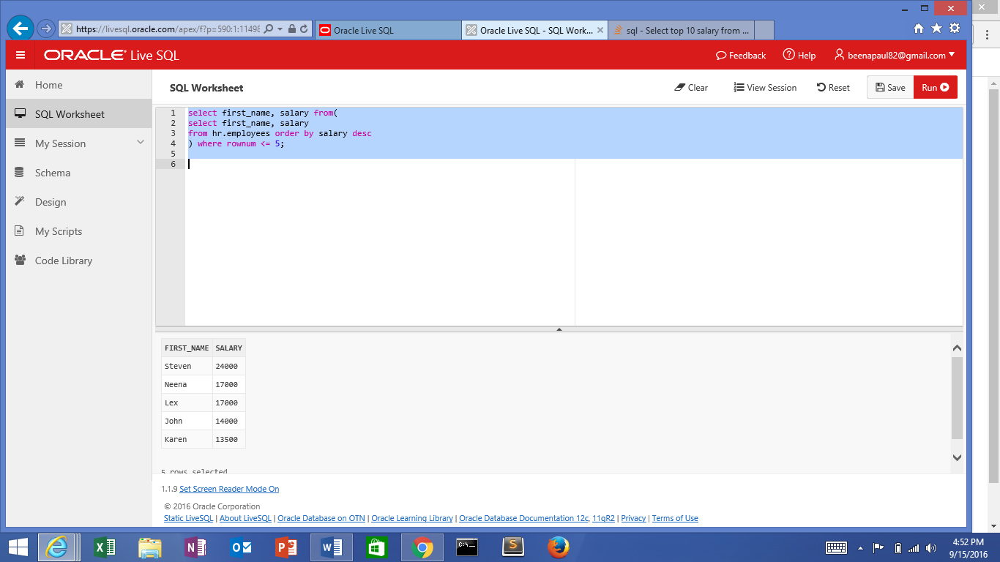 https://livesql.oracle.com/apex/f?p=590:1:11498
Oracle Live SQL
Oracle Live SQL - SQL Work...
sql - Select top 10 salary from ...
ORACLE Live SQL
Feedback
Help
beenapaul82@gmail.com
Home
SQL Worksheet
My Session
Schema
Design
My Scripts
Code Library
SQL Worksheet
Clear
View Session
Reset
Save
Run
1 select first_name, salary from(
2 select first_name, salary
3 from hr.employees order by salary desc
4 ) where rownum <= 5;
5
6
FIRST_NAME SALARY
Steven 24000
Neena 17000
Lex 17000
John 14000
Karen 13500
5 rows selected
1.1.9 Set Screen Reader Mode On
© 2016 Oracle Corporation
Static LiveSQL | About LiveSQL | Oracle Database on OTN | Oracle Learning Library | Oracle Database Documentation 12c, 11gR2 | Privacy | Terms of Use
4:52 PM
9/15/2016